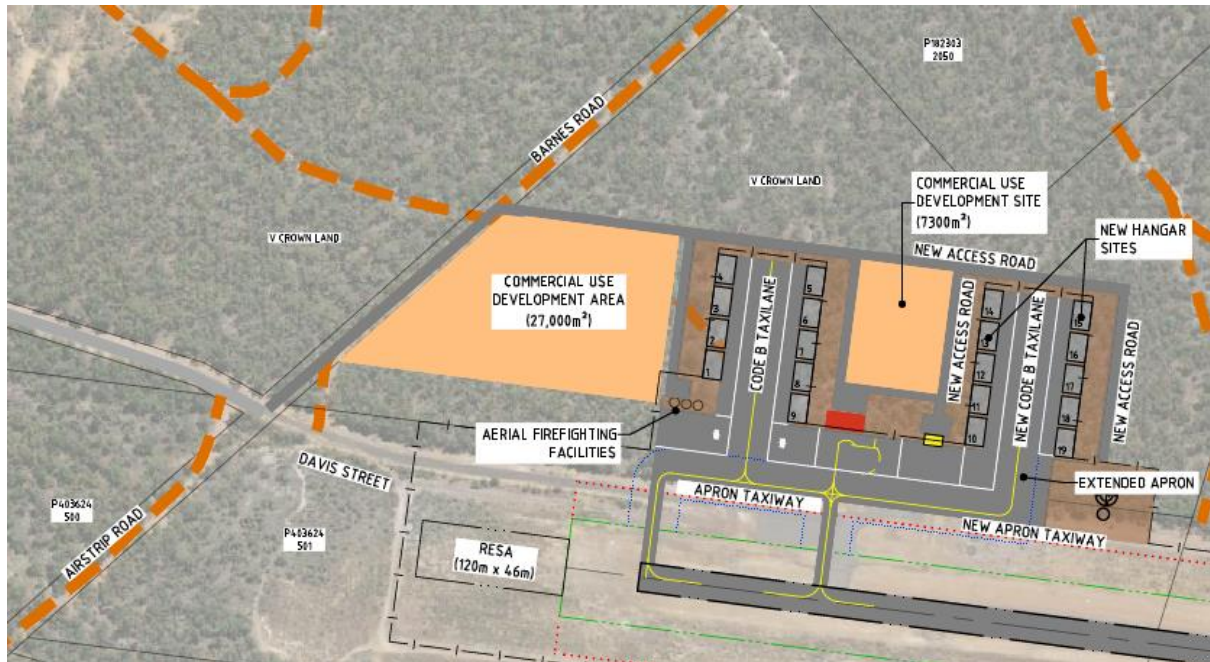 P182303
2050
BARNES ROAD
V CROWN LAND
V CROWN LAND
COMMERCIAL USE
DEVELOPMENT SITE
(7300m²)
NEW HANGAR
SITES
NEW ACCESS ROAD
COMMERCIAL USE
DEVELOPMENT AREA
(27,000m²)
4
3
2
1
CODE B TAXILANE
5
6
7
8
9
NEW ACCESS ROAD
14
13
12
11
10
NEW CODE B TAXILANE
15
16
17
18
19
NEW ACCESS ROAD
AERIAL FIREFIGHTING
FACILITIES
DAVIS STREET
EXTENDED APRON
APRON TAXIWAY
NEW APRON TAXIWAY
P403624
500
AIRSTRIP ROAD
P403624
501
RESA
(120m x 46m)